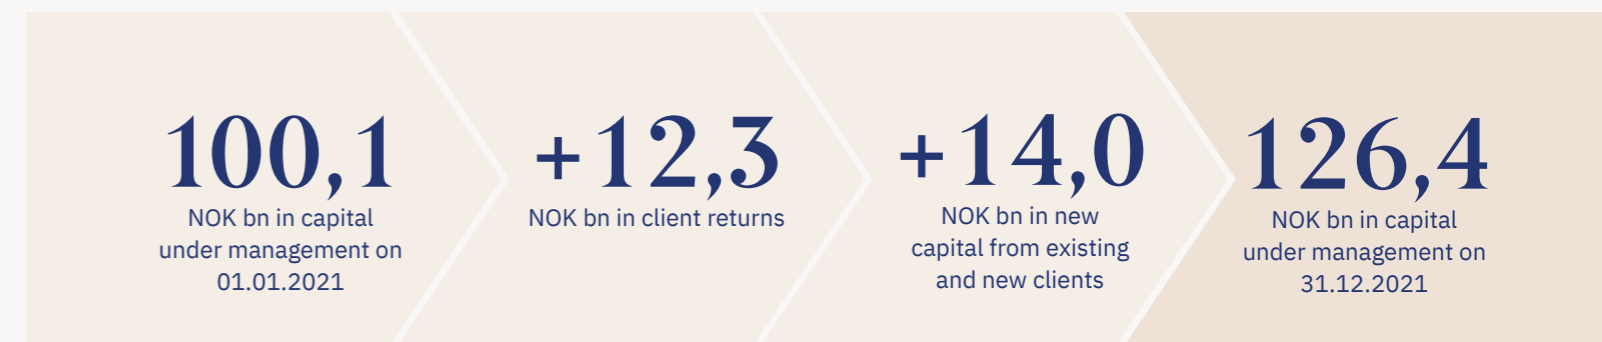 100,1
NOK bn in capital
under management on
01.01.2021
+12,3
NOK bn in client returns
+14,0
NOK bn in new
capital from existing
and new clients
126,4
NOK bn in capital
under management on
31.12.2021